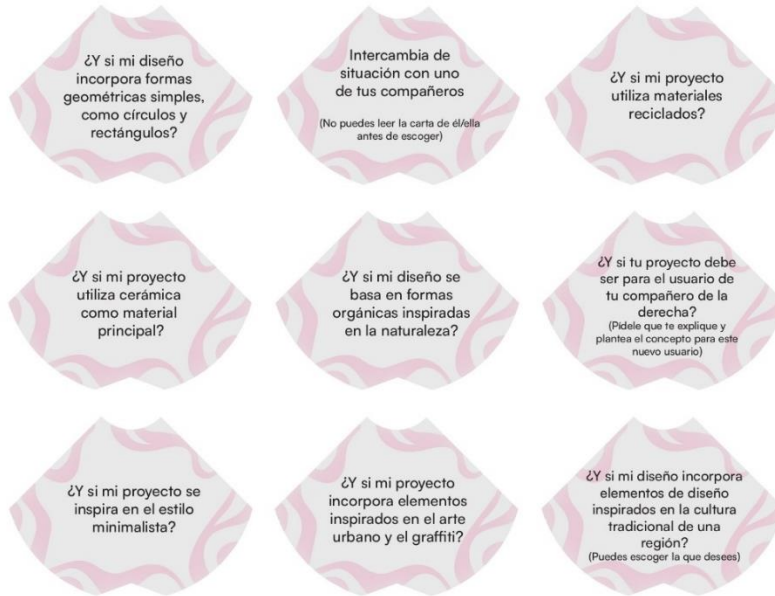 ¿Y si mi diseño
incorpora formas
geométricas simples,
como círculos y
rectángulos?
Intercambia de
situación con uno
de tus compañeros
(No puedes leer la carta de él/ella
antes de escoger)
¿Y si mi proyecto
utiliza materiales
reciclados?
¿Y si mi proyecto
utiliza cerámica
como material
principal?
¿Y si mi diseño se
basa en formas
orgánicas inspiradas
en la naturaleza?
¿Y si tu proyecto debe
ser para el usuario de
tu compañero de la
derecha?
(Pídele que te explique y
plantea el concepto para este
nuevo usuario)
¿Y si mi proyecto se
inspira en el estilo
minimalista?
¿Y si mi proyecto
incorpora elementos
inspirados en el arte
urbano y el graffiti?
¿Y si mi diseño incorpora
elementos de diseño
inspirados en la cultura
tradicional de una
región?
(Puedes escoger la que desees)